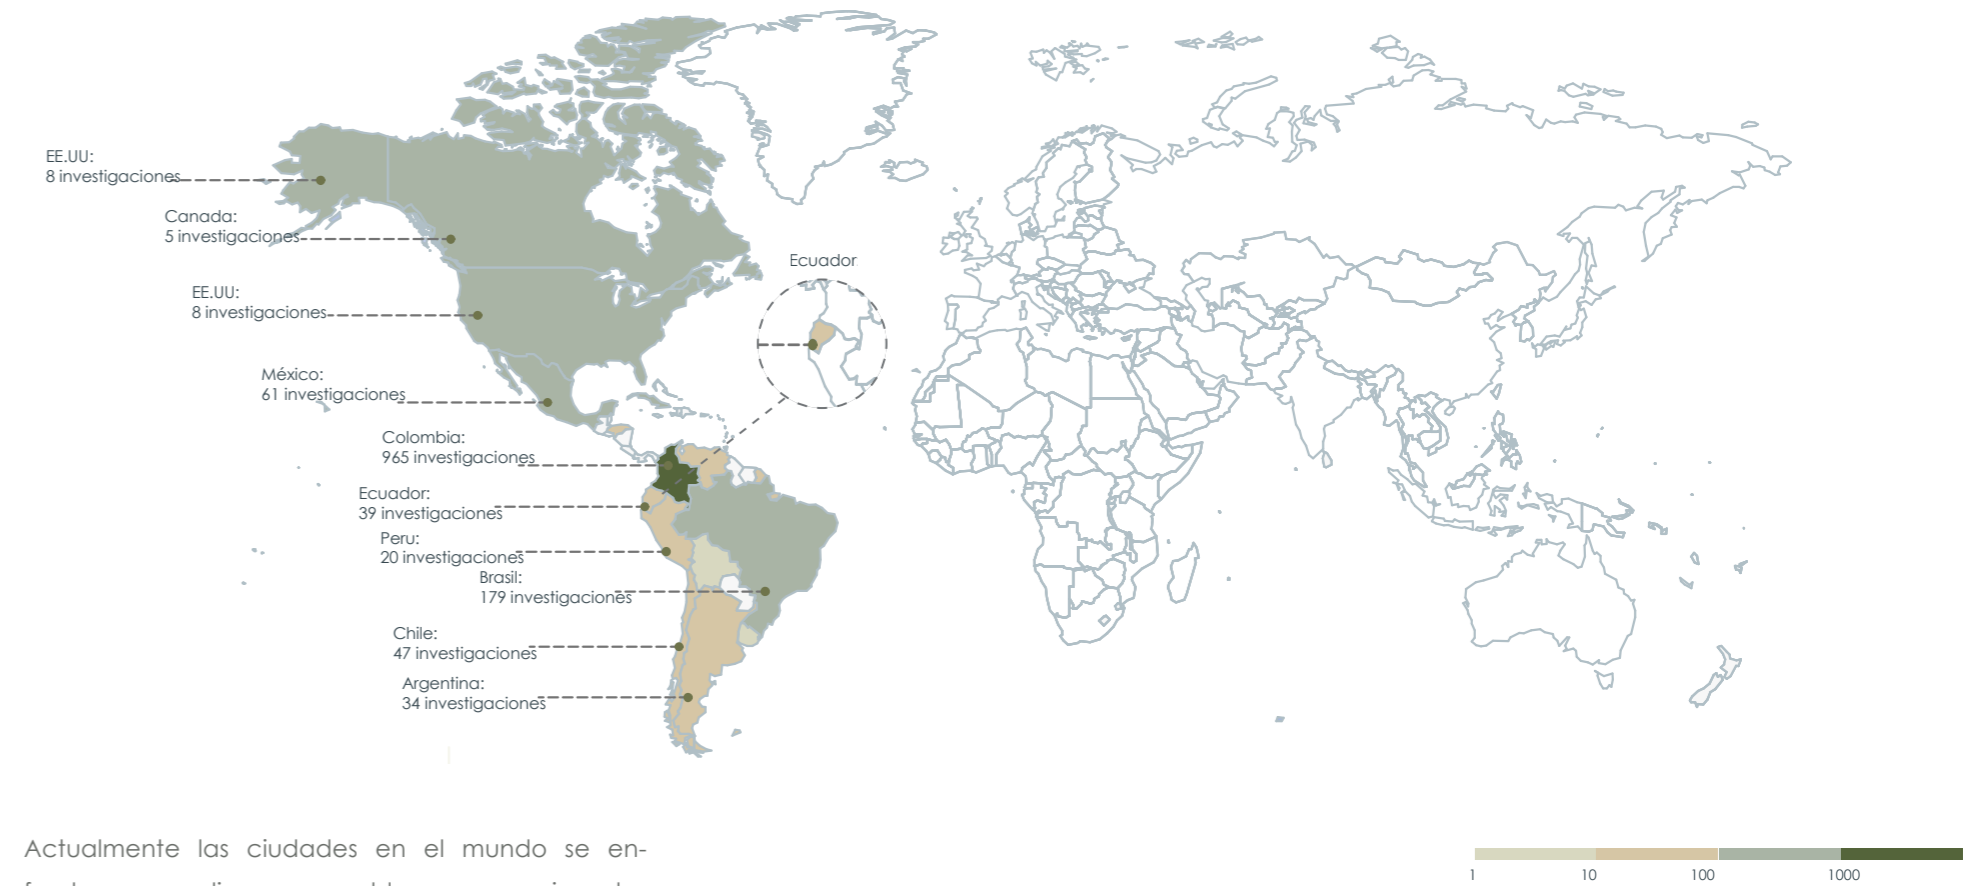 EE.UU:
8 investigaciones
Canada:
5 investigaciones
Ecuador
EE.UU:
8 investigaciones
México:
61 investigaciones
Colombia:
965 investigaciones
Ecuador:
39 investigaciones
Peru:
20 investigaciones
Brasil:
179 investigaciones
Chile:
47 investigaciones
Argentina:
34 investigaciones
Actualmente las ciudades en el mundo se en-
1 10 100 1000